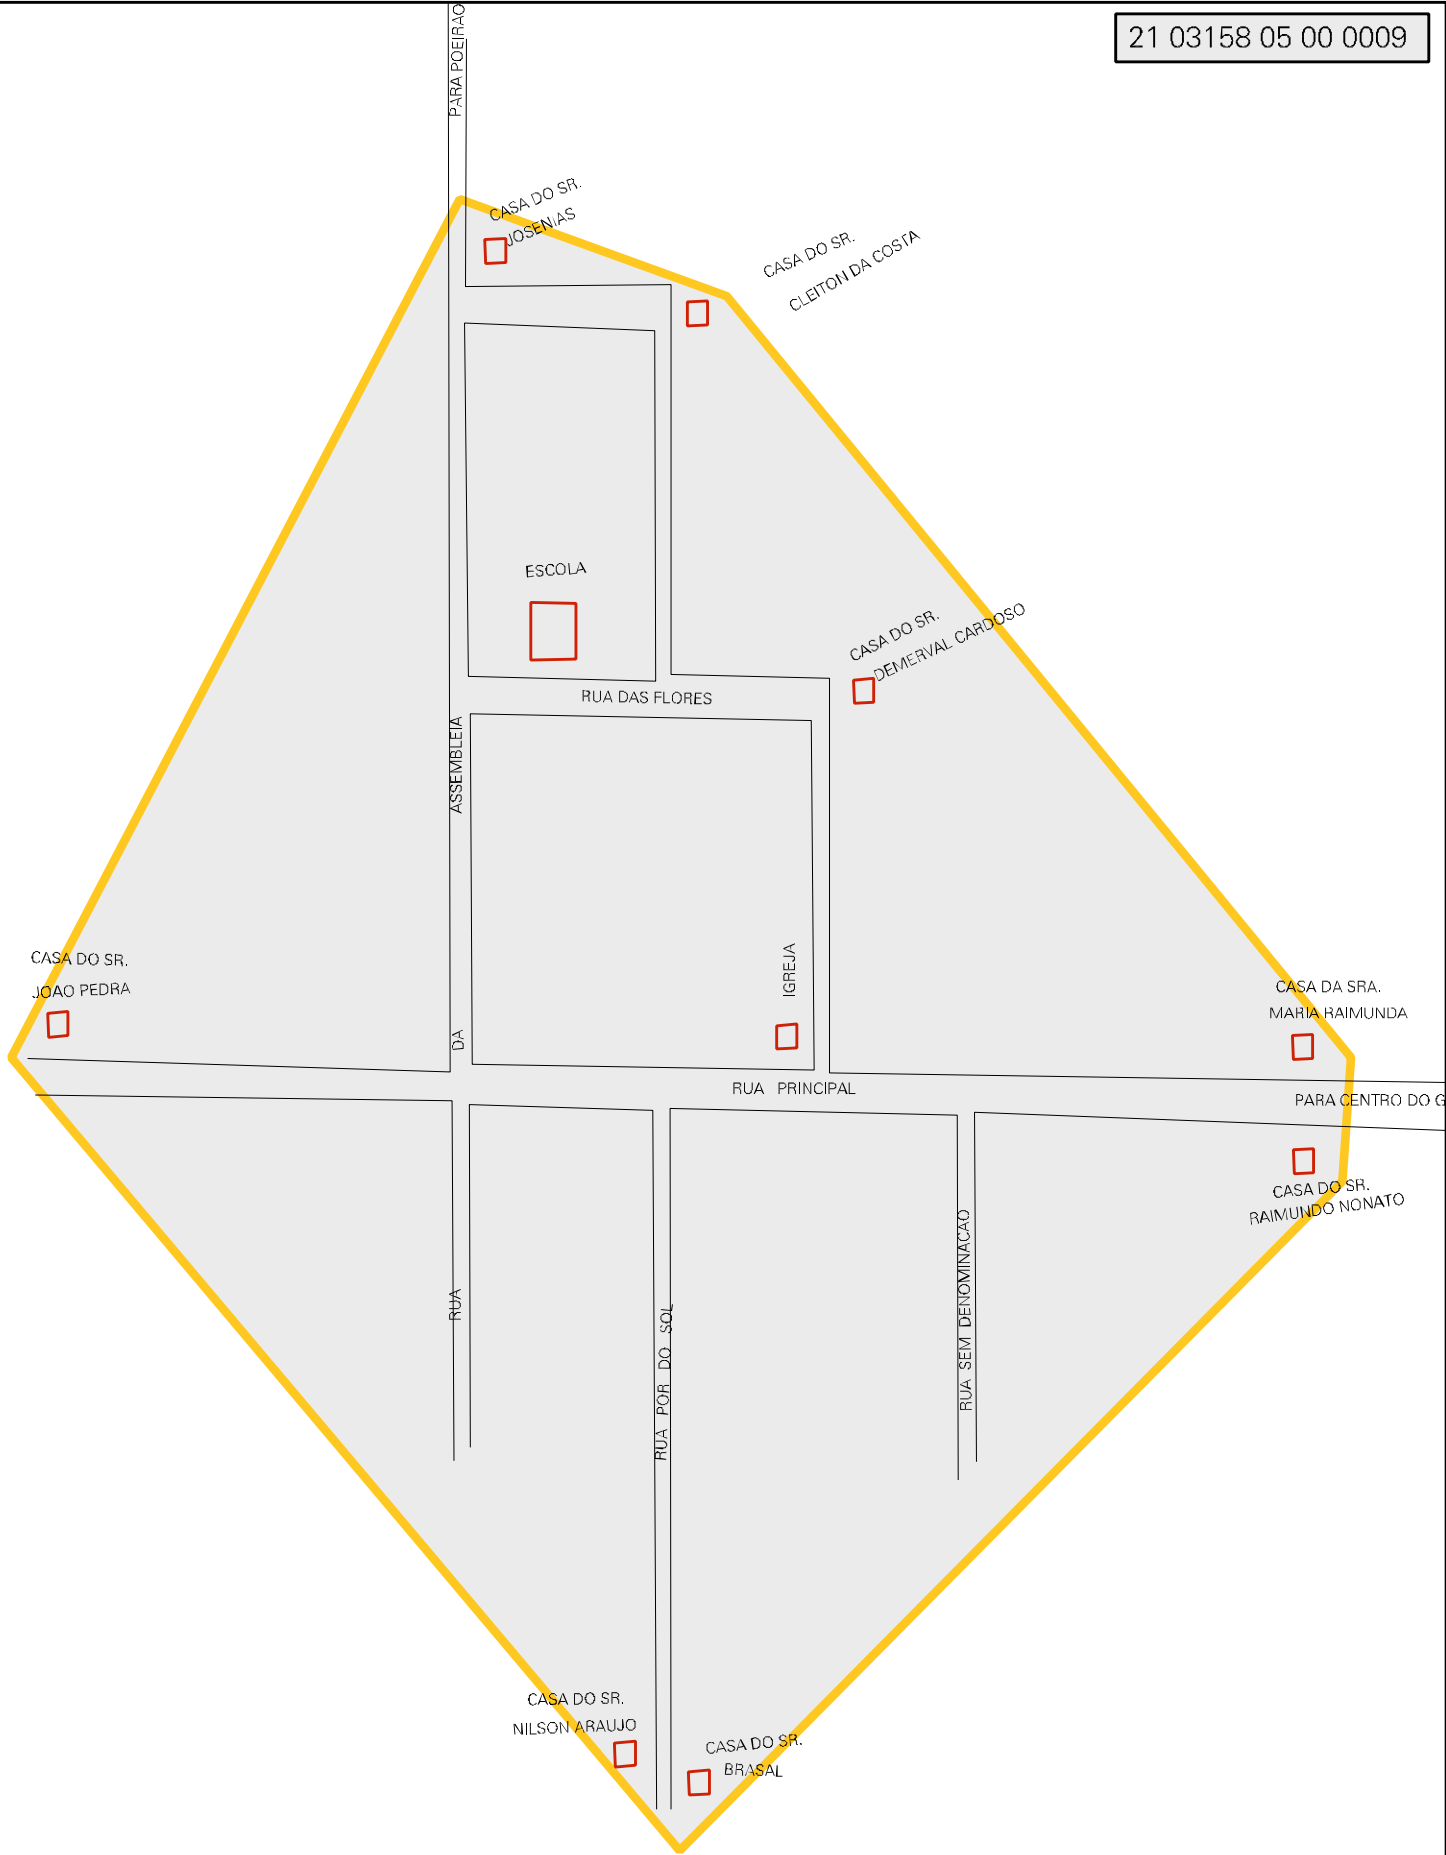 21 03158 05 00 0009
PARA POEIRAO
CASA DO SR.
JOSENIAS
CASA DO SR.
CLEITON DA COSTA
ESCOLA
CASA DO SR.
DEMERVAL CARDOSO
RUA DAS FLORES
ASSEMBLEIA
DA
RUA
IGREJA
CASA DO SR.
JOAO PEDRA
CASA DA SRA.
MARIA RAIMUNDA
RUA PRINCIPAL
PARA CENTRO DO G
CASA DO SR.
RAIMUNDO NONATO
RUA POR DO SOL
RUA SEM DENOMINACAO
CASA DO SR.
NILSON ARAUJO
CASA DO SR.
BRASAL